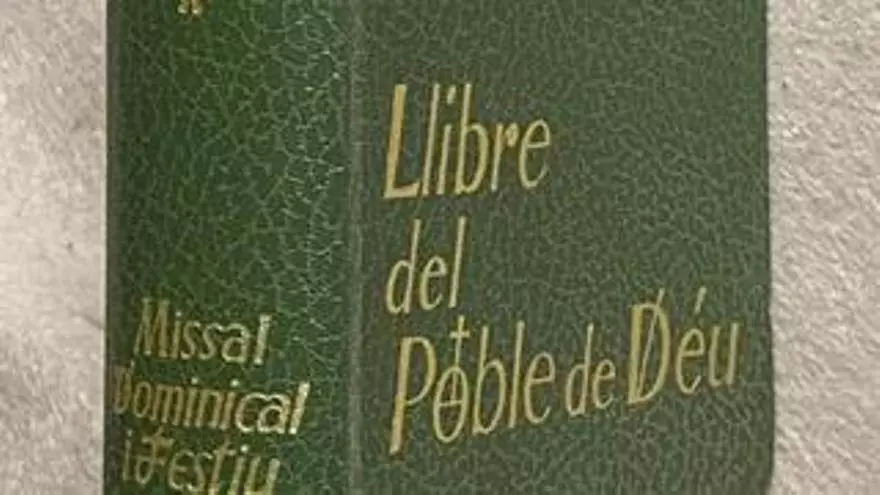 Missal
Dominical
i Festiu
Llibre
del
Poble de Déu